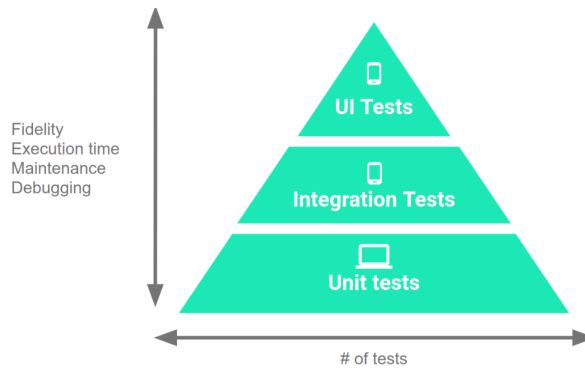 UI Tests
Fidelity
Execution time
Maintenance
Debugging
Integration Tests
Unit tests
# of tests